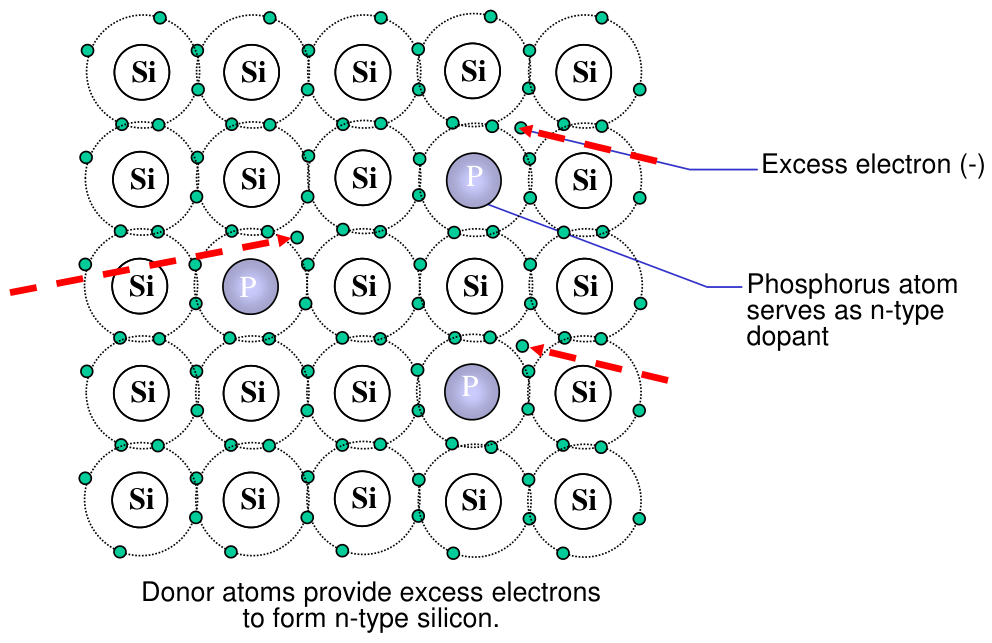 Si Si Si Si Si
Si Si Si P Si
Excess electron (-)
Si P Si Si Si
Phosphorus atom
serves as n-type
dopant
Si Si Si P Si
Si Si Si Si Si
Donor atoms provide excess electrons
to form n-type silicon.